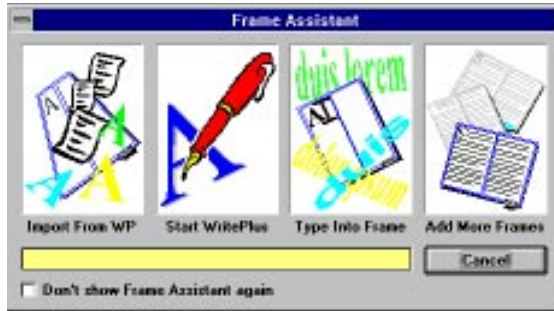 Frame Assistant
duis lorem
Import From WP
Start WritePlus
Type Into Frame
Add More Frames
Cancel
Don't show Frame Assistant again